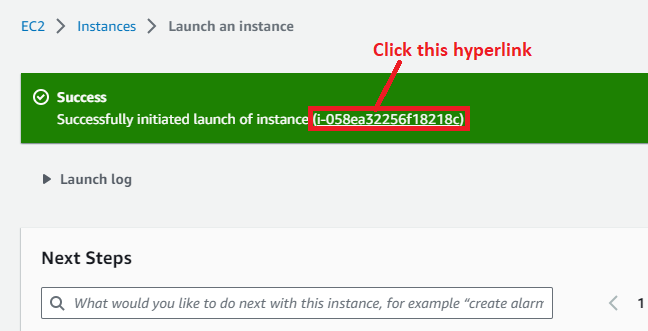 EC2 > Instances > Launch an instance
Click this hyperlink
Success
Successfully initiated launch of instance (i-058ea32256f18218c)
Launch log
Next Steps
What would you like to do next with this instance, for example “create alarm
1